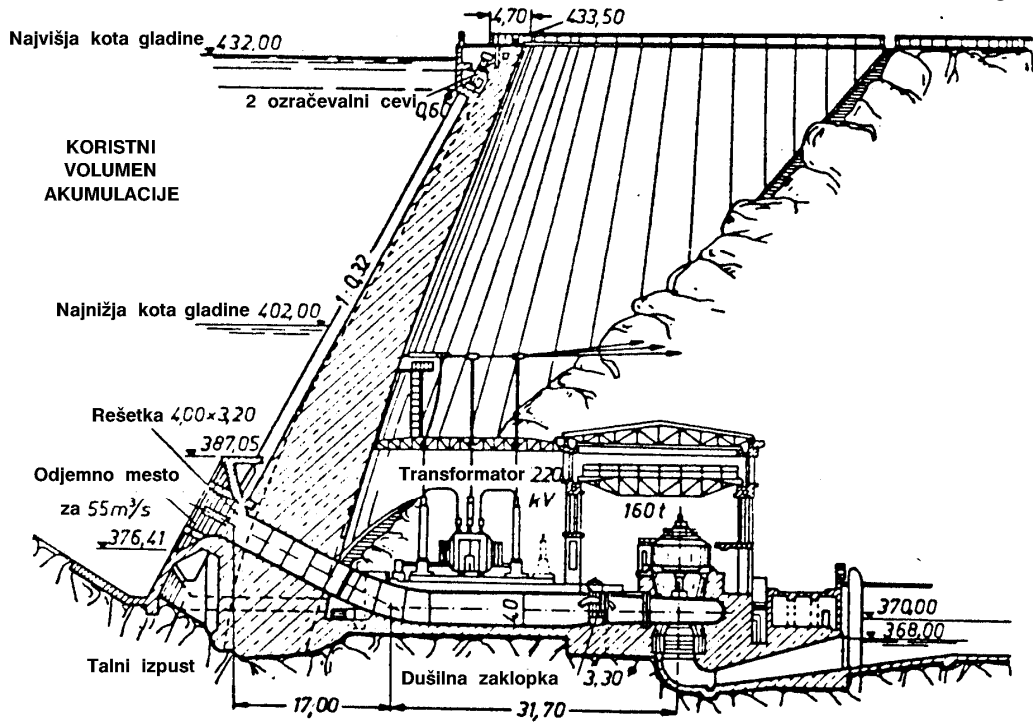 4,70 433,50
Najvišja kota gladine 432,00
2 ozračevalni cevi
0,60
KORISTNI
VOLUMEN
AKUMULACIJE
1:0,32
Najnižja kota gladine 402,00
Rešetka 4,00×3,20
387,05
Odjemno mesto
za 55m³/s
376,41
Transformator 220
kV
160t
4,0
370,00
368,00
Talni izpust
Dušilna zaklopka
3,30
17,00
31,70